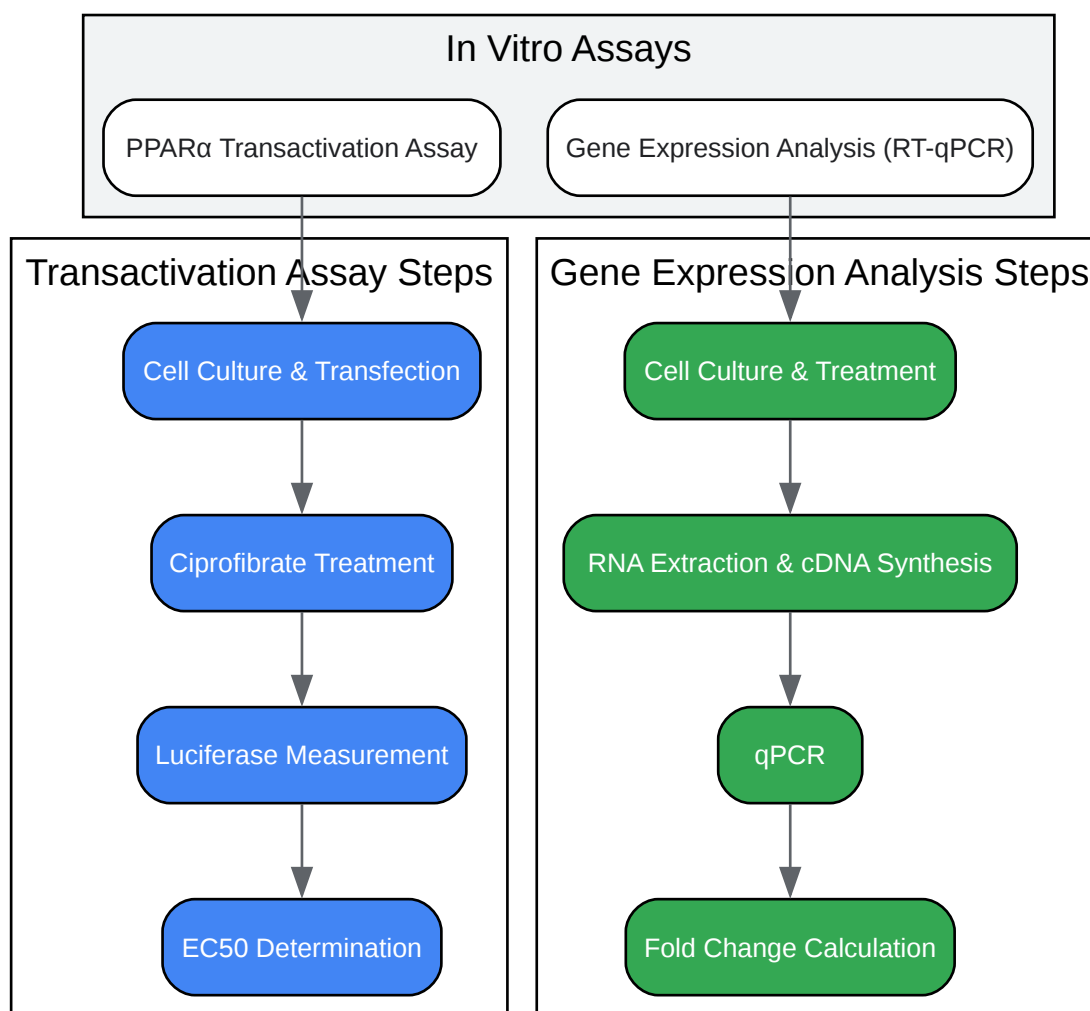 In Vitro Assays
PPARα Transactivation Assay
Gene Expression Analysis (RT-qPCR)
Transactivation Assay Steps
Cell Culture & Transfection
Ciprofibrate Treatment
Luciferase Measurement
EC50 Determination
Gene Expression Analysis Steps
Cell Culture & Treatment
RNA Extraction & cDNA Synthesis
qPCR
Fold Change Calculation